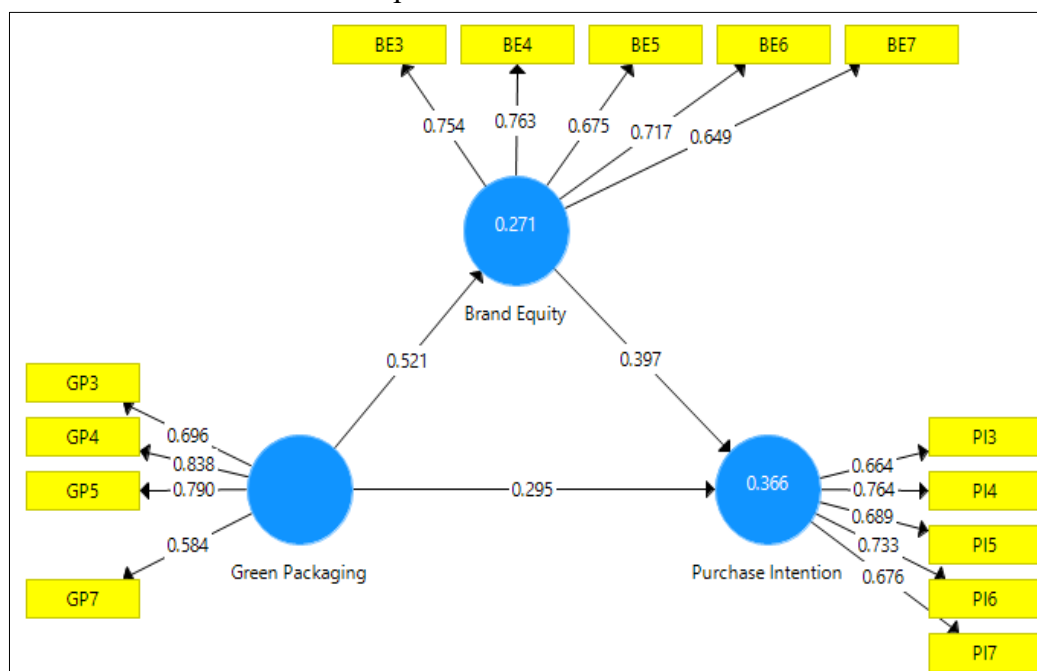 BE3 BE4 BE5 BE6 BE7
0.754 0.763 0.675 0.717 0.649
0.271
Brand Equity
0.521 0.397
GP3
GP4
GP5
GP7
0.696
0.838
0.790
0.584
Green Packaging
0.295
0.366
Purchase Intention
0.664
0.764
0.689
0.733
0.676
PI3
PI4
PI5
PI6
PI7